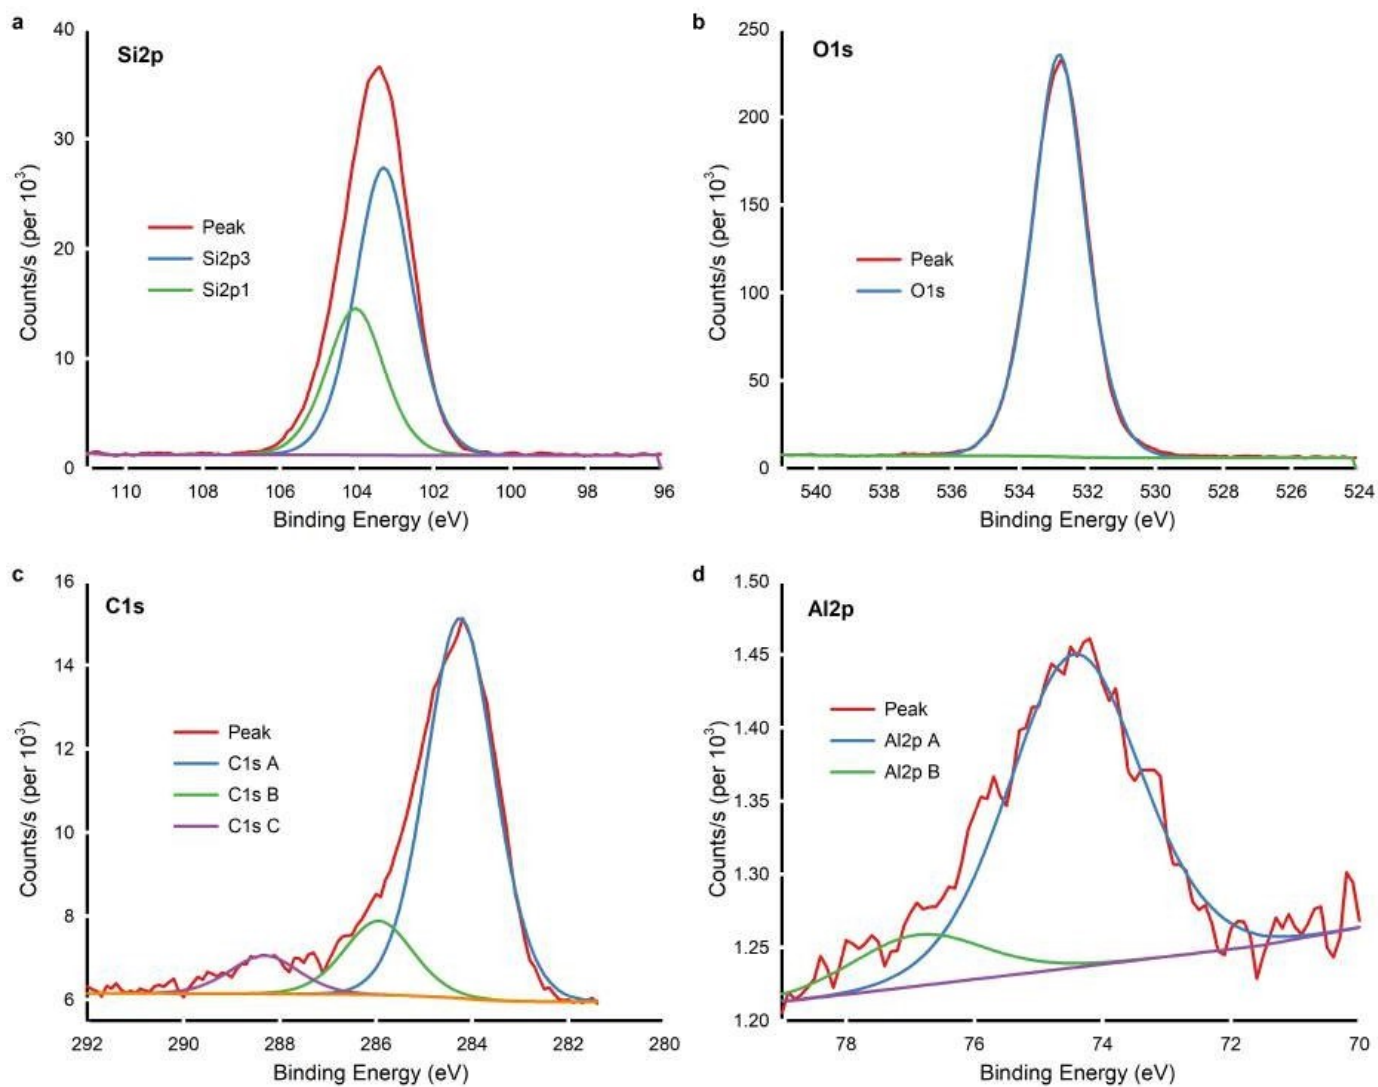 a
Si2p
40
30
20
10
0
Counts/s (per 10³)
Peak
Si2p3
Si2p1
110 108 106 104 102 100 98 96
Binding Energy (eV)
b
O1s
250
200
150
100
50
0
Counts/s (per 10³)
Peak
O1s
540 538 536 534 532 530 528 526 524
Binding Energy (eV)
c
C1s
16
14
12
10
8
6
Counts/s (per 10³)
Peak
C1s A
C1s B
C1s C
292 290 288 286 284 282 280
Binding Energy (eV)
d
Al2p
1.50
1.45
1.40
1.35
1.30
1.25
1.20
Counts/s (per 10³)
Peak
Al2p A
Al2p B
78 76 74 72 70
Binding Energy (eV)